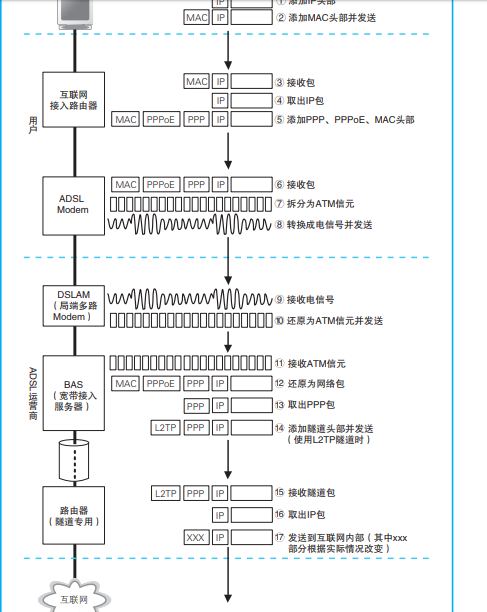 IP ① 添加IP头部
MAC IP ② 添加MAC头部并发送
用户
互联网
接入路由器
MAC IP ③ 接收包
IP ④ 取出IP包
MAC PPPoE PPP IP ⑤ 添加PPP、PPPoE、MAC头部
ADSL
Modem
MAC PPPoE PPP IP ⑥ 接收包
⑦ 拆分为ATM信元
⑧ 转换成电信号并发送
ADSL运营商
DSLAM
（局端多路
Modem）
⑨ 接收电信号
⑩ 还原为ATM信元并发送
BAS
（宽带接入
服务器）
⑪ 接收ATM信元
MAC PPPoE PPP IP ⑫ 还原为网络包
PPP IP ⑬ 取出PPP包
L2TP PPP IP ⑭ 添加隧道头部并发送
（使用L2TP隧道时）
路由器
（隧道专用）
L2TP PPP IP ⑮ 接收隧道包
IP ⑯ 取出IP包
XXX IP ⑰ 发送到互联网内部（其中xxx
部分根据实际情况改变）
互联网